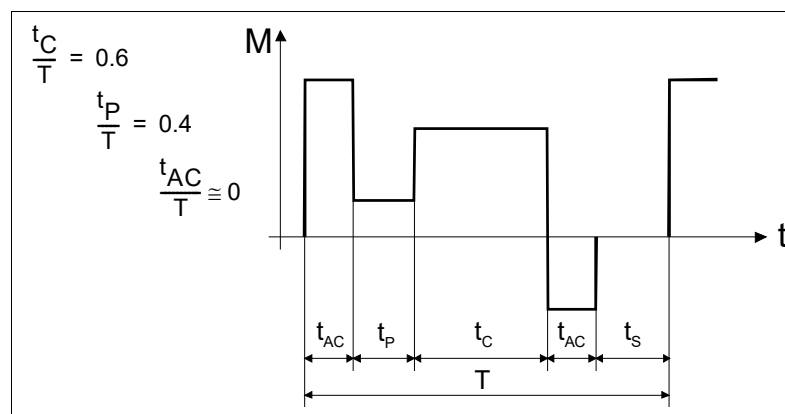 t_C/T = 0.6
t_P/T = 0.4
t_AC/T ≅ 0
M
t
t_AC t_P t_C t_AC t_S
T